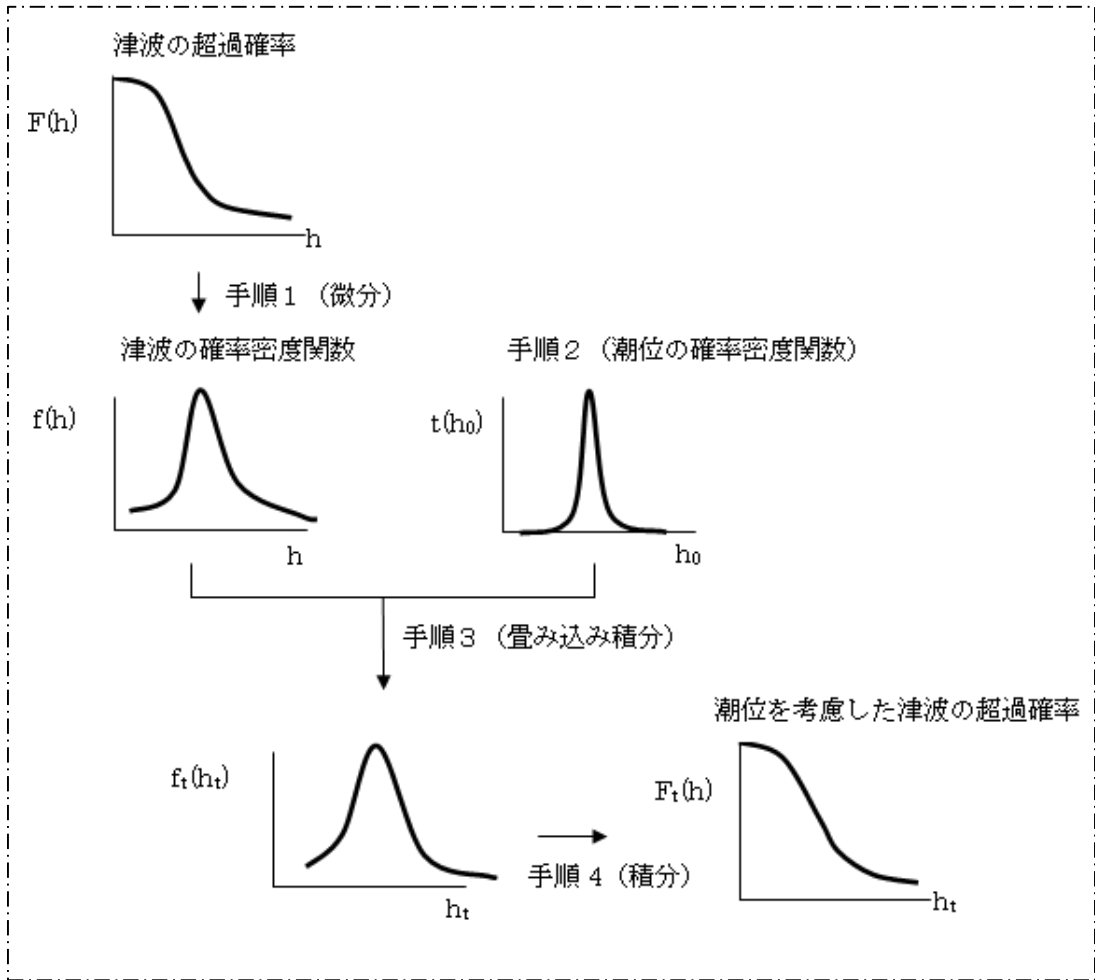 津波の超過確率
F(h)
h
手順１（微分）
津波の確率密度関数
手順２（潮位の確率密度関数）
f(h)
t(h₀)
h
h₀
手順３（畳み込み積分）
潮位を考慮した津波の超過確率
fₜ(hₜ)
Fₜ(h)
手順４（積分）
hₜ
hₜ